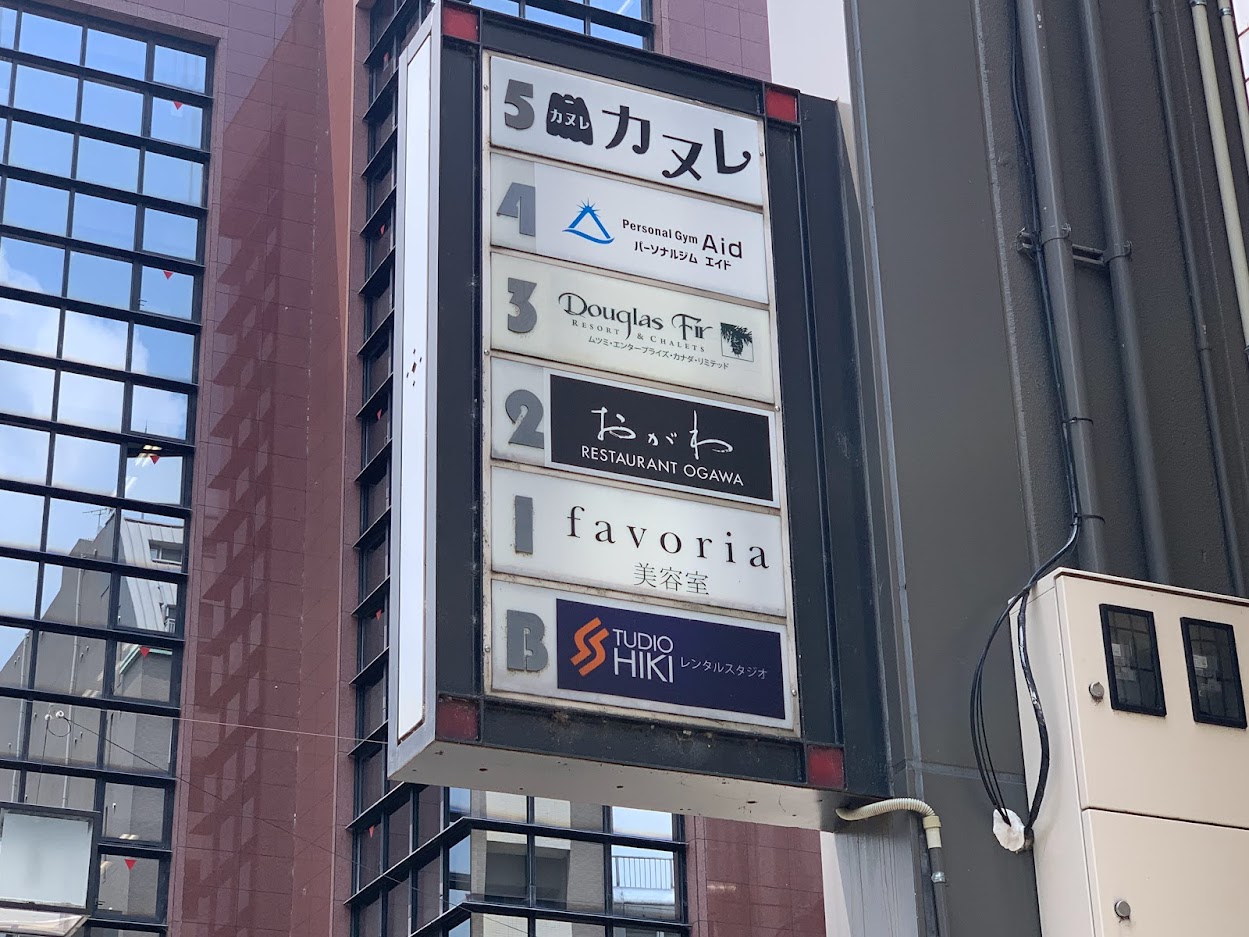 5 カヌレ カヌレ
4 Personal Gym Aid
パーソナルジム エイド
3 Douglas Fir
RESORT & CHALETS
ムツミ・エンタープライズ・カナダ・リミテッド
2 おがわ
RESTAURANT OGAWA
1 favoria
美容室
B STUDIO
SHIKI レンタルスタジオ